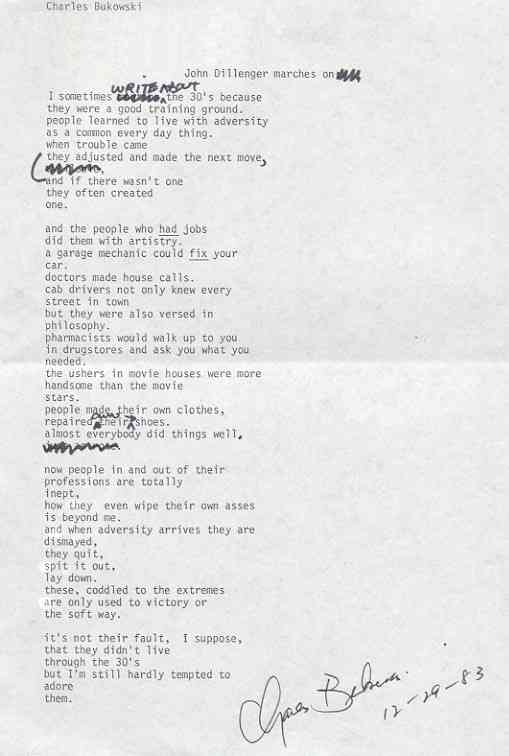 Charles Bukowski
John Dillenger marches on
WRITE ABOUT
I sometimes the 30's because
they were a good training ground.
people learned to live with adversity
as a common every day thing.
when trouble came
they adjusted and made the next move,
and if there wasn't one
they often created
one.
and the people who had jobs
did them with artistry.
a garage mechanic could fix your
car.
doctors made house calls.
cab drivers not only knew every
street in town
but they were also versed in
philosophy.
pharmacists would walk up to you
in drugstores and ask you what you
needed.
the ushers in movie houses were more
handsome than the movie
stars.
people made their own clothes,
own
repaired their shoes.
almost everybody did things well.
now people in and out of their
professions are totally
inept,
how they even wipe their own asses
is beyond me.
and when adversity arrives they are
dismayed,
they quit,
spit it out,
lay down.
these, coddled to the extremes
are only used to victory or
the soft way.
it's not their fault, I suppose,
that they didn't live
through the 30's
but I'm still hardly tempted to
adore
them.
Charles Bukowski
12-29-83